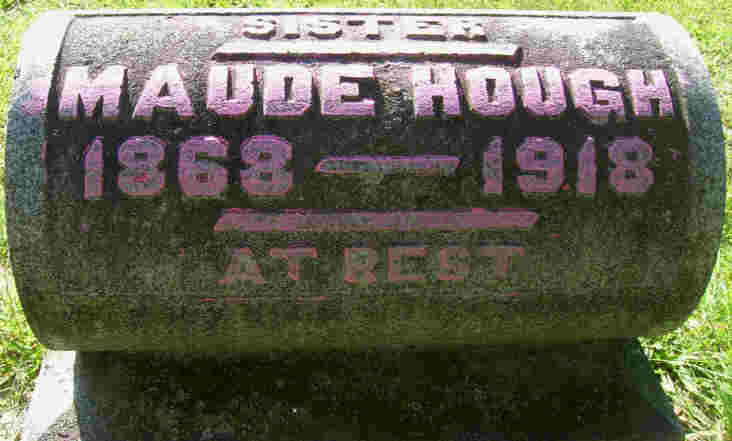 SISTER
MAUDE HOUGH
1868 — 1918
AT REST